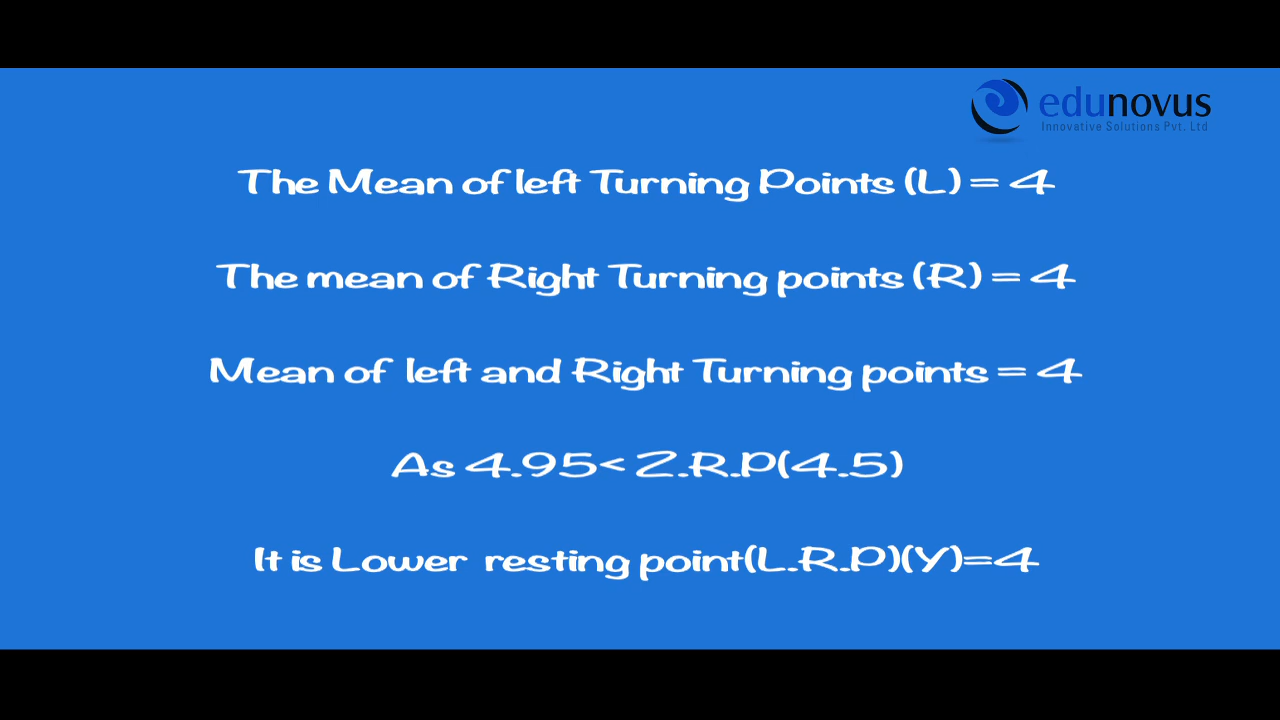 edunovus
Innovative Solutions Pvt. Ltd
The Mean of left Turning Points (L) = 4
The mean of Right Turning points (R) = 4
Mean of left and Right Turning points = 4
As 4.95< Z.R.P(4.5)
It is Lower resting point(L.R.P)(Y)=4